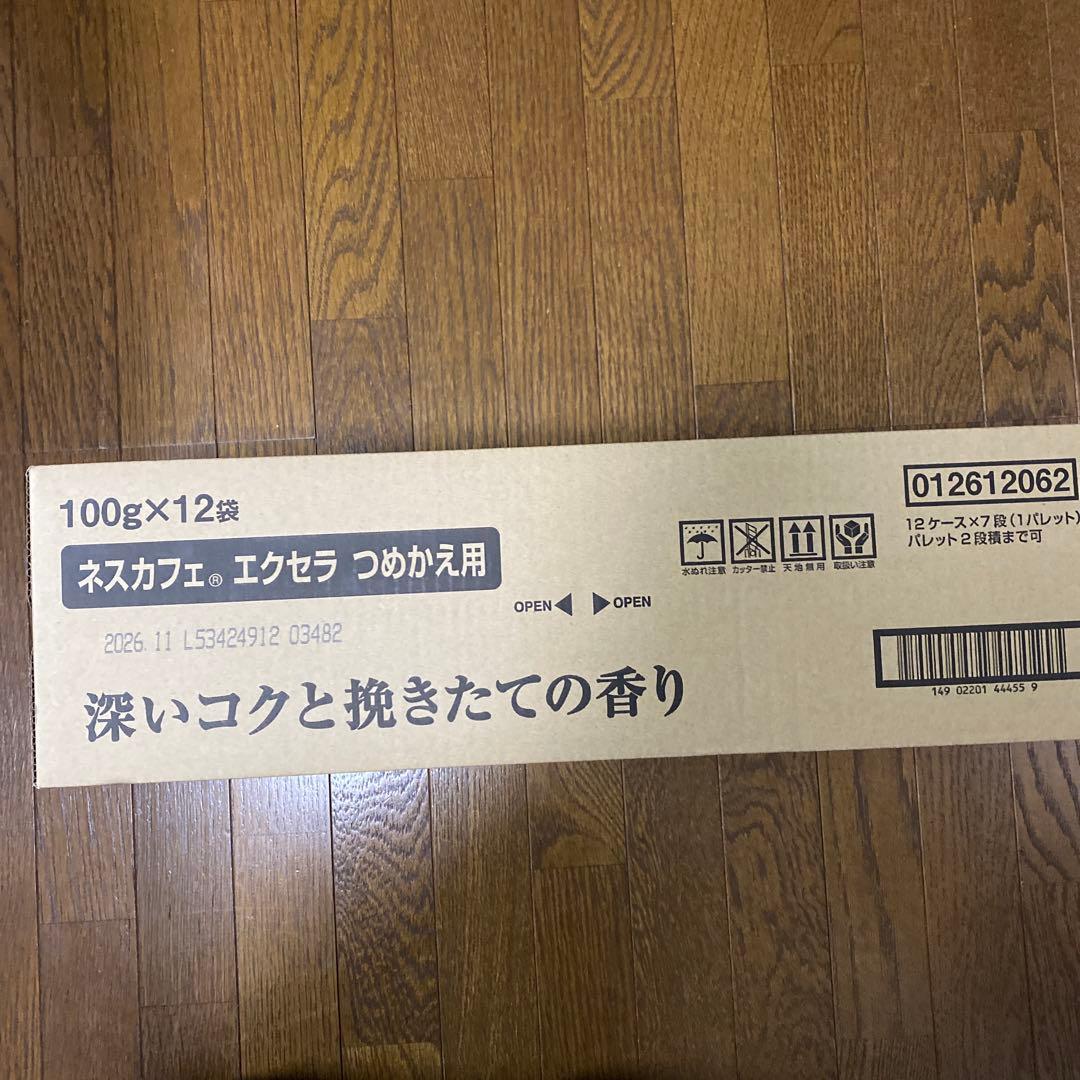 100g×12袋
ネスカフェ® エクセラ つめかえ用
2026.11 L53424912 03482
深いコクと挽きたての香り
OPEN◀ ▶OPEN
水ぬれ注意 カッター禁止 天地無用 取扱い注意
012612062
12ケース×7段(1パレット)
パレット2段積まで可
149 02201 44455 9